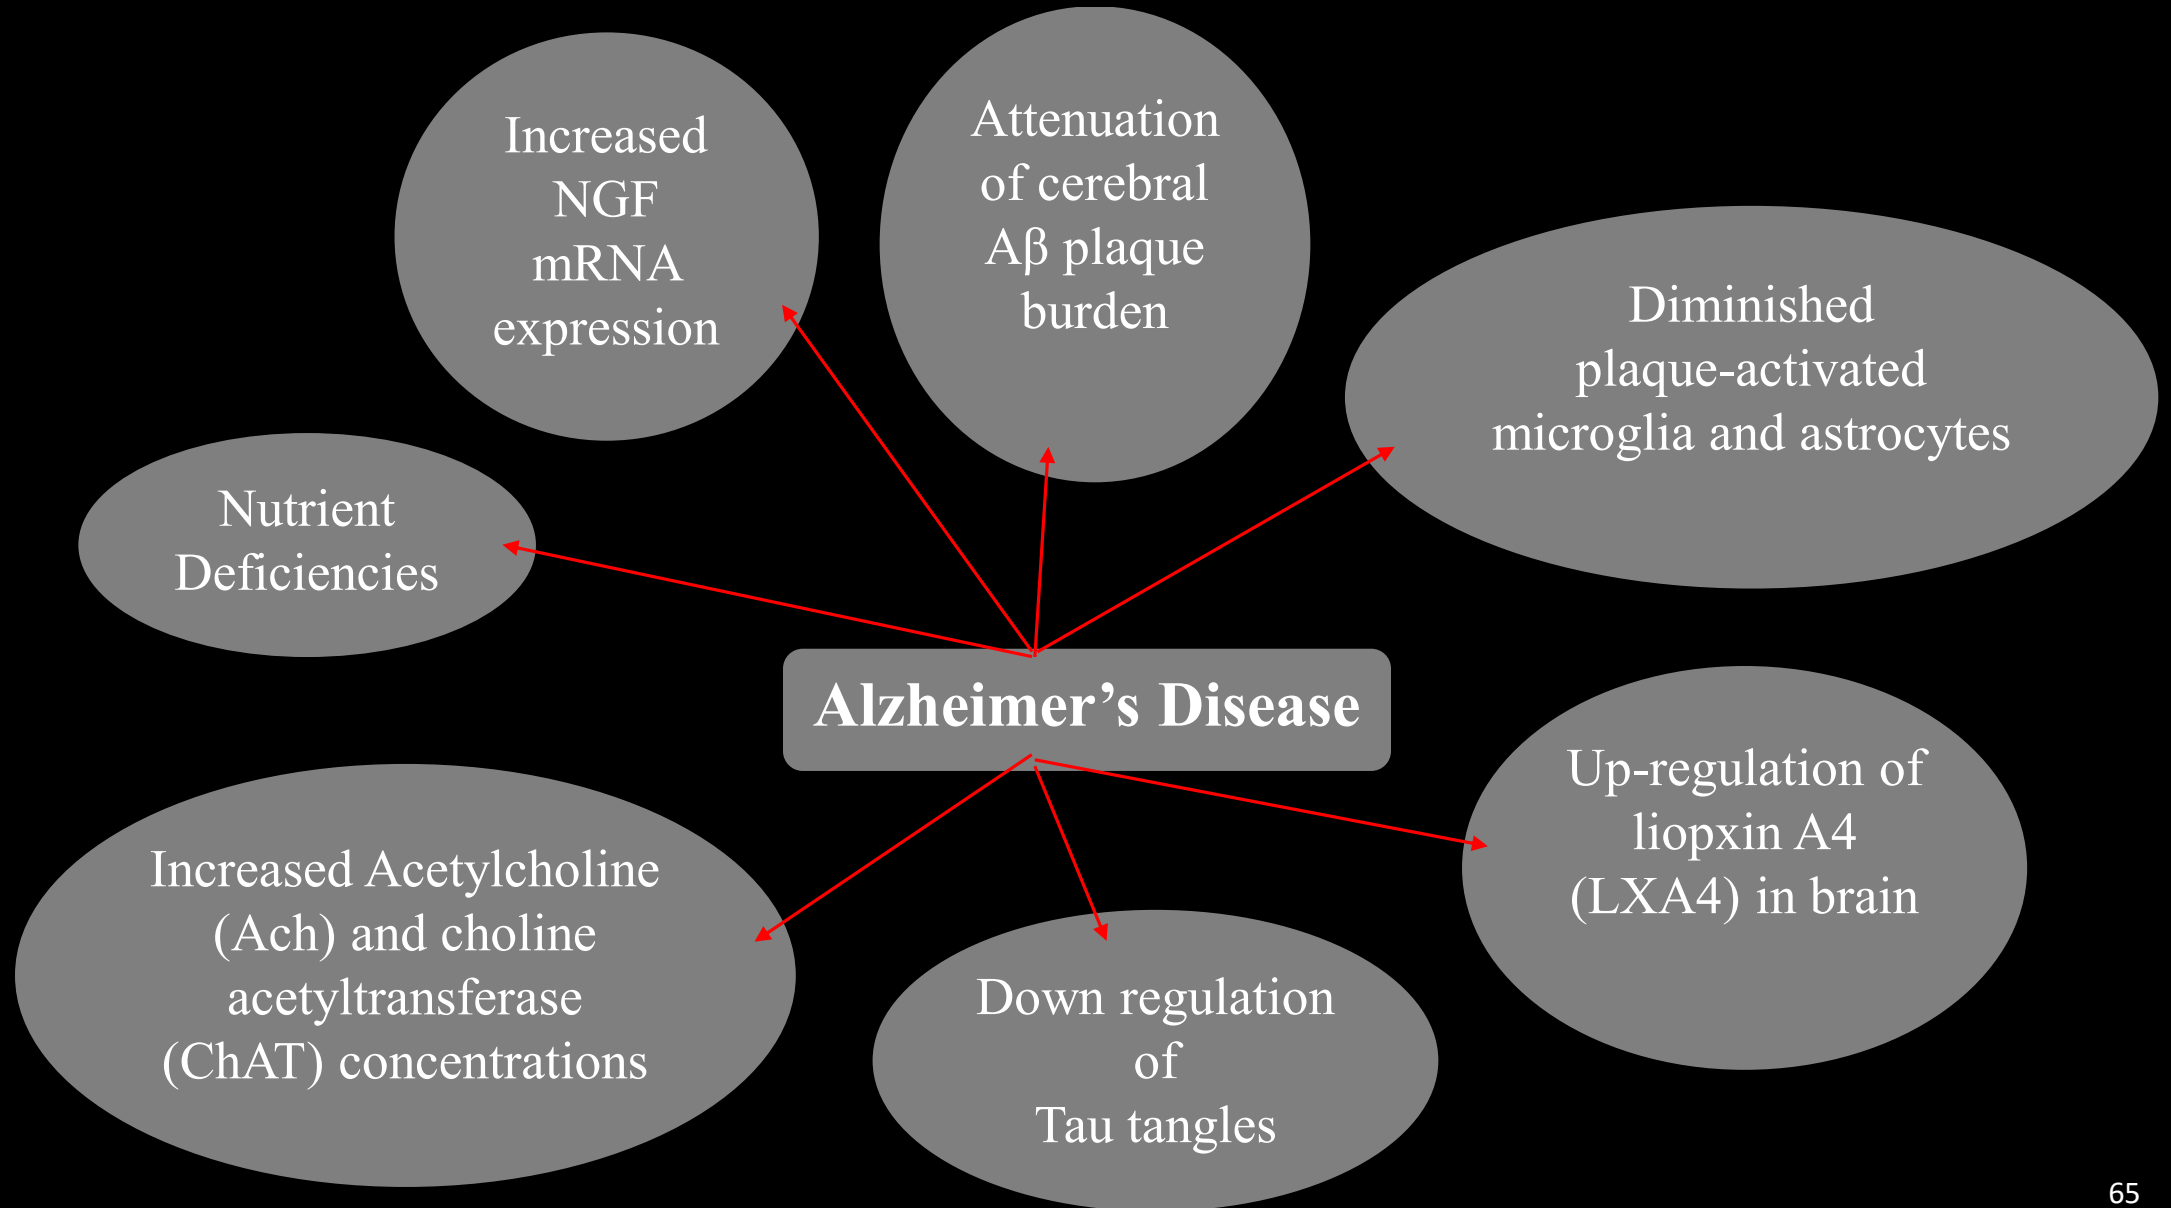 Increased
NGF
mRNA
expression
Attenuation
of cerebral
Aβ plaque
burden
Diminished
plaque-activated
microglia and astrocytes
Nutrient
Deficiencies
Alzheimer’s Disease
Up-regulation of
liopxin A4
(LXA4) in brain
Increased Acetylcholine
(Ach) and choline
acetyltransferase
(ChAT) concentrations
Down regulation
of
Tau tangles
65